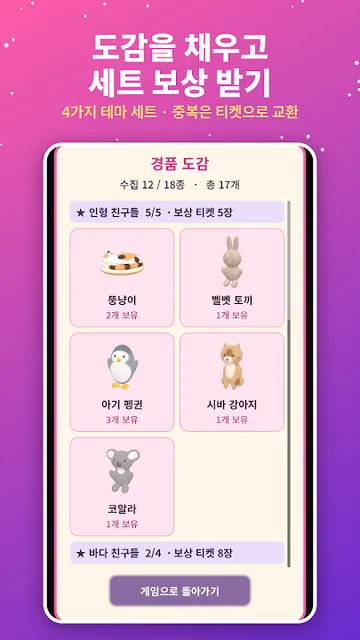 도감을 채우고
세트 보상 받기
4가지 테마 세트 · 중복은 티켓으로 교환
경품 도감
수집 12 / 18종 · 총 17개
★ 인형 친구들 5/5 · 보상 티켓 5장
뚱냥이
2개 보유
벨벳 토끼
1개 보유
아기 펭귄
3개 보유
시바 강아지
1개 보유
코알라
1개 보유
★ 바다 친구들 2/4 · 보상 티켓 8장
게임으로 돌아가기